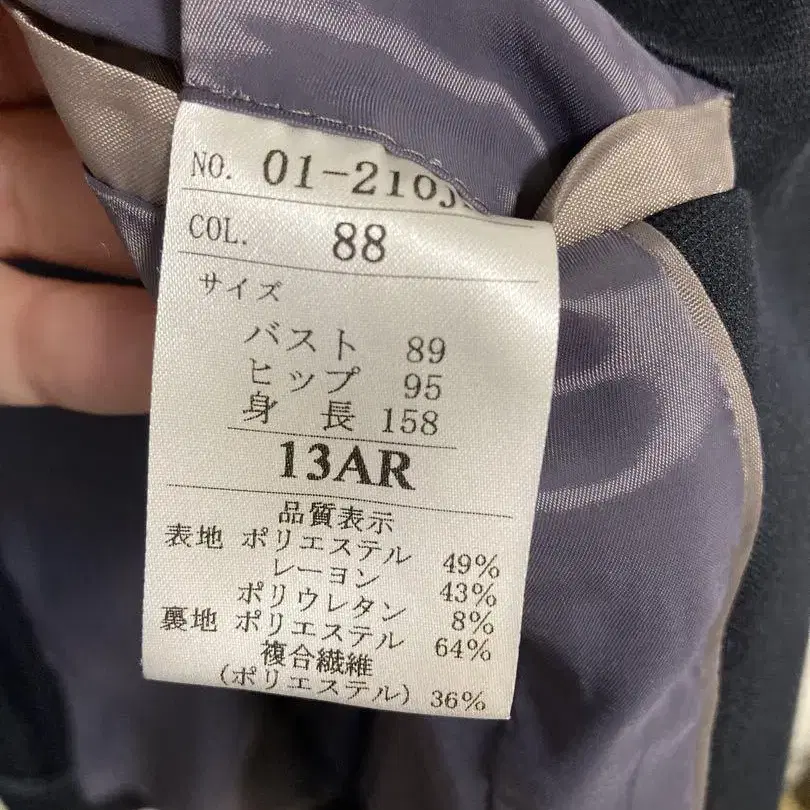 NO. 01-210J
COL. 88
サイズ
バスト 89
ヒップ 95
身 長 158
13AR
品質表示
表地 ポリエステル 49%
レーヨン 43%
ポリウレタン 8%
裏地 ポリエステル 64%
複合繊維
(ポリエステル) 36%